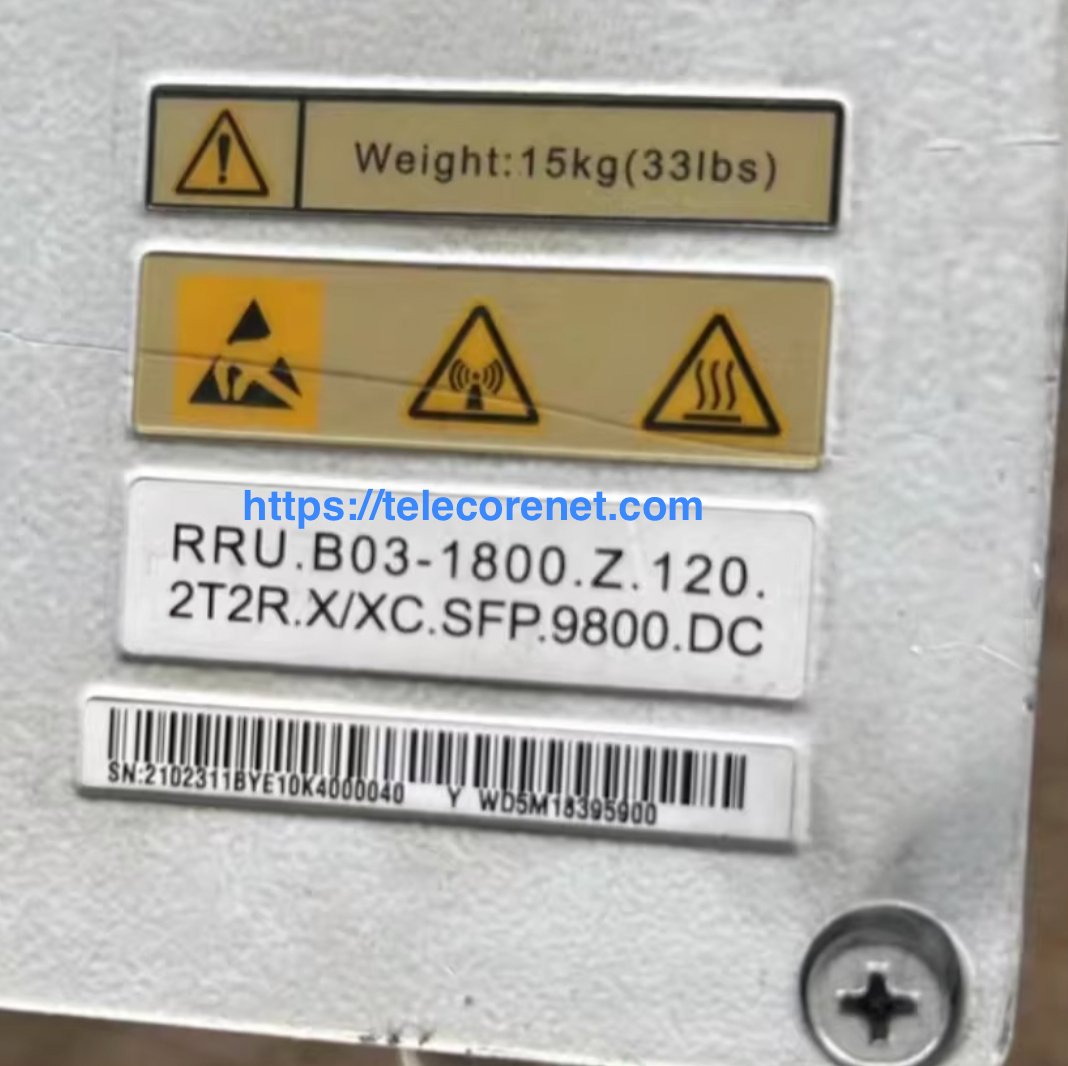 Weight:15kg(33lbs)
https://telecorenet.com
RRU.B03-1800.Z.120.
2T2R.X/XC.SFP.9800.DC
SN:2102311BYE10K4000040 Y WD5M18395900